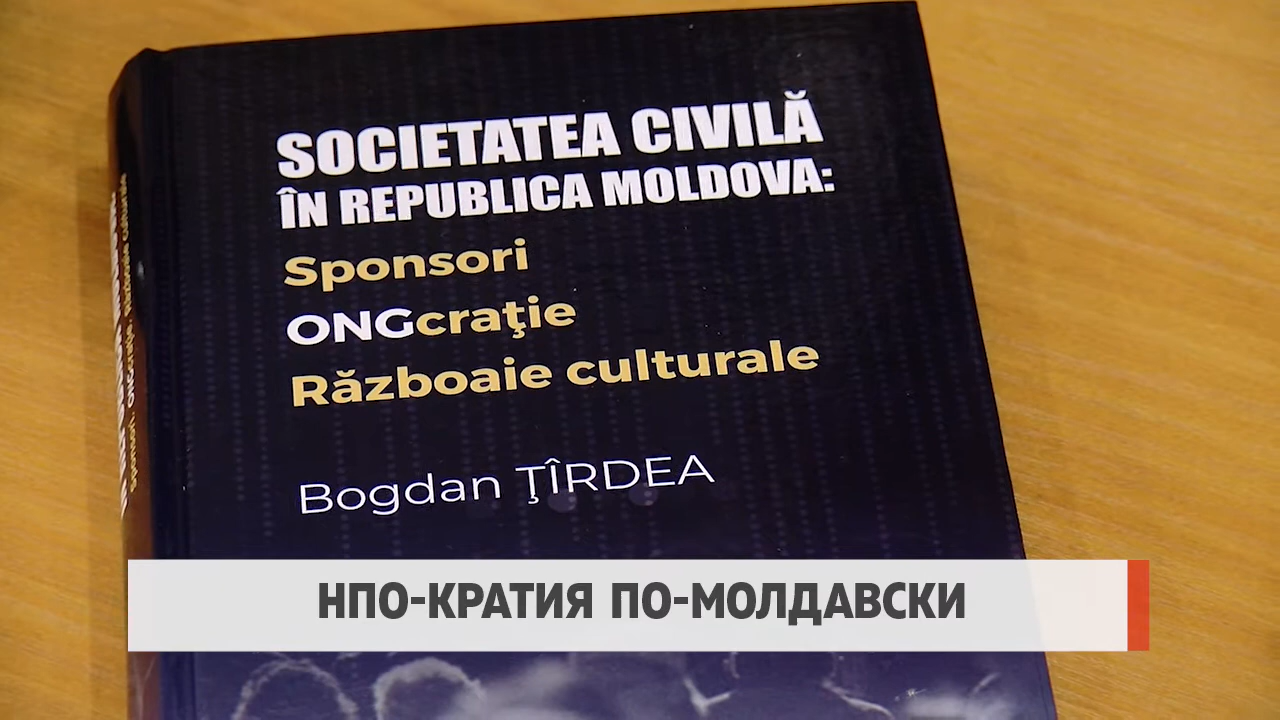 SOCIETATEA CIVILĂ
ÎN REPUBLICA MOLDOVA:
Sponsori
ONGcraţie
Războaie culturale
Bogdan ŢÎRDEA
НПО-КРАТИЯ ПО-МОЛДАВСКИ